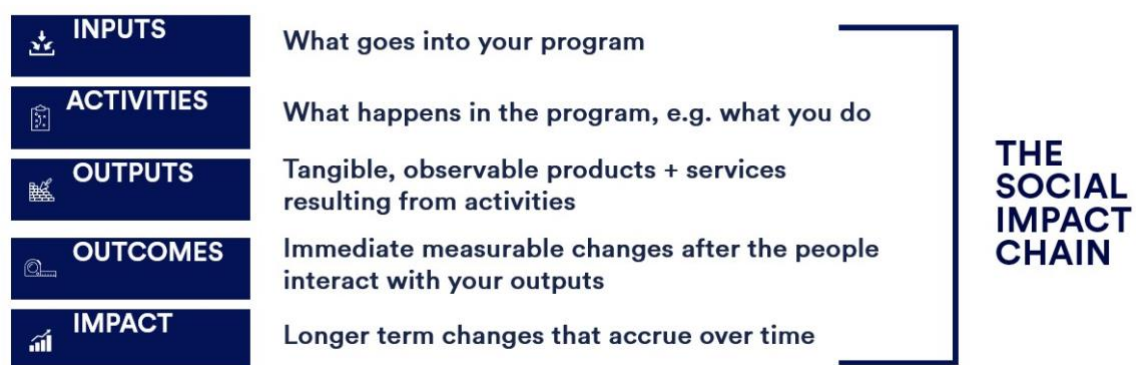 INPUTS
What goes into your program
ACTIVITIES
What happens in the program, e.g. what you do
OUTPUTS
Tangible, observable products + services
resulting from activities
OUTCOMES
Immediate measurable changes after the people
interact with your outputs
IMPACT
Longer term changes that accrue over time
THE
SOCIAL
IMPACT
CHAIN